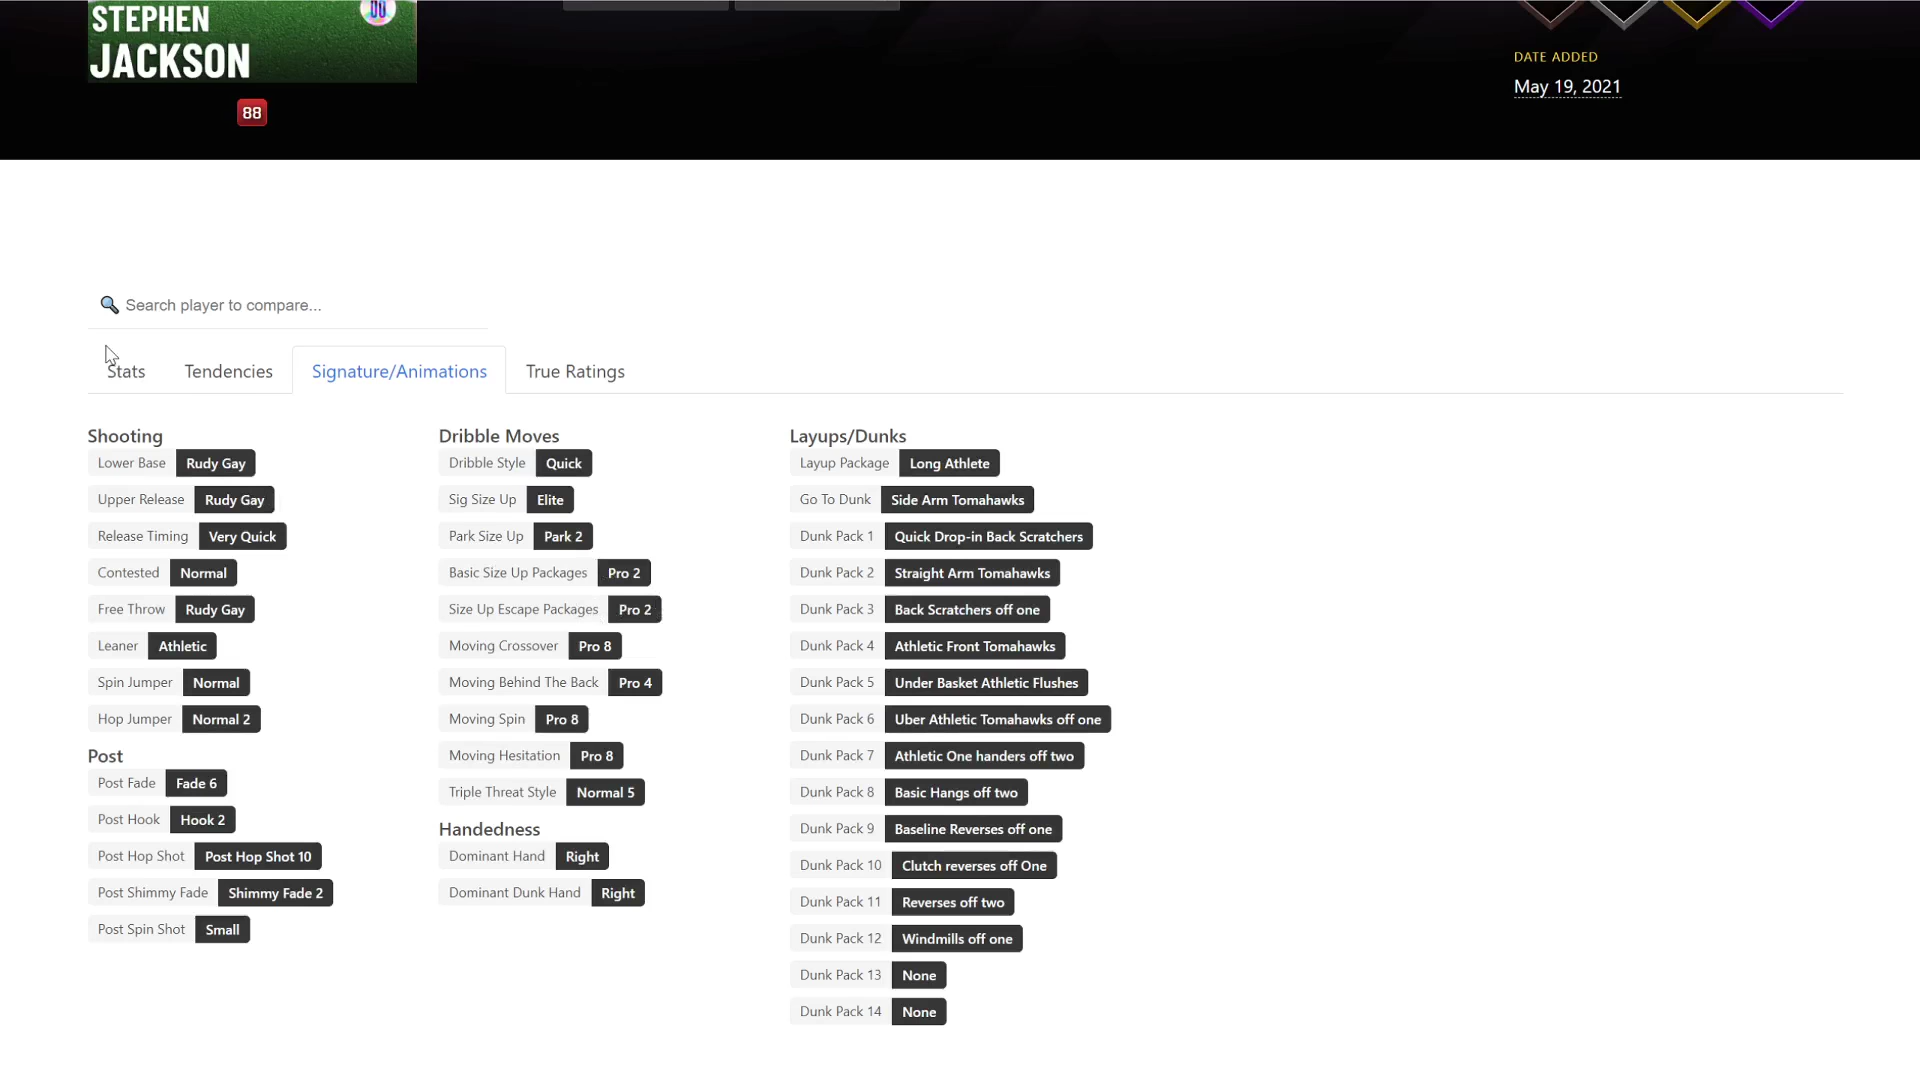 STEPHEN
JACKSON
88
DATE ADDED
May 19, 2021
Search player to compare...
Stats Tendencies Signature/Animations True Ratings
Shooting
Lower Base Rudy Gay
Upper Release Rudy Gay
Release Timing Very Quick
Contested Normal
Free Throw Rudy Gay
Leaner Athletic
Spin Jumper Normal
Hop Jumper Normal 2
Post
Post Fade Fade 6
Post Hook Hook 2
Post Hop Shot Post Hop Shot 10
Post Shimmy Fade Shimmy Fade 2
Post Spin Shot Small
Dribble Moves
Dribble Style Quick
Sig Size Up Elite
Park Size Up Park 2
Basic Size Up Packages Pro 2
Size Up Escape Packages Pro 2
Moving Crossover Pro 8
Moving Behind The Back Pro 4
Moving Spin Pro 8
Moving Hesitation Pro 8
Triple Threat Style Normal 5
Handedness
Dominant Hand Right
Dominant Dunk Hand Right
Layups/Dunks
Layup Package Long Athlete
Go To Dunk Side Arm Tomahawks
Dunk Pack 1 Quick Drop-in Back Scratchers
Dunk Pack 2 Straight Arm Tomahawks
Dunk Pack 3 Back Scratchers off one
Dunk Pack 4 Athletic Front Tomahawks
Dunk Pack 5 Under Basket Athletic Flushes
Dunk Pack 6 Uber Athletic Tomahawks off one
Dunk Pack 7 Athletic One handers off two
Dunk Pack 8 Basic Hangs off two
Dunk Pack 9 Baseline Reverses off one
Dunk Pack 10 Clutch reverses off One
Dunk Pack 11 Reverses off two
Dunk Pack 12 Windmills off one
Dunk Pack 13 None
Dunk Pack 14 None